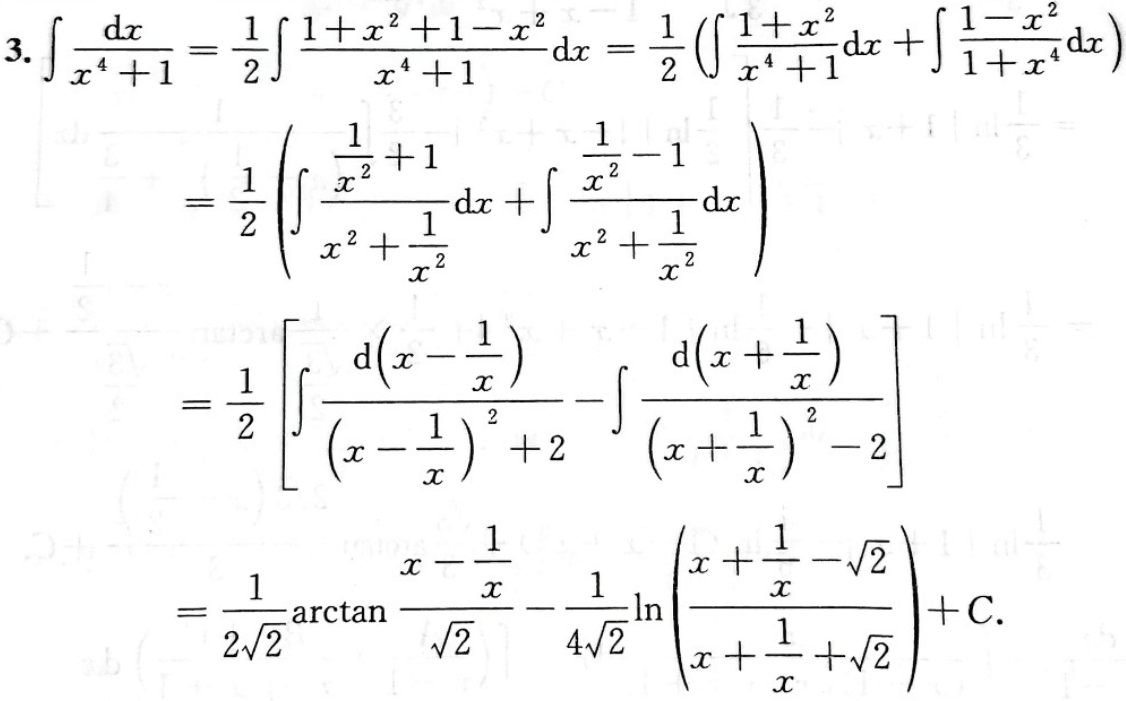 3. ∫ dx/(x⁴+1) = 1/2 ∫ (1+x²+1−x²)/(x⁴+1) dx = 1/2 (∫ (1+x²)/(x⁴+1) dx + ∫ (1−x²)/(1+x⁴) dx)
= 1/2 (∫ (1/x²+1)/(x²+1/x²) dx + ∫ (1/x²−1)/(x²+1/x²) dx)
= 1/2 [∫ d(x−1/x)/((x−1/x)²+2) − ∫ d(x+1/x)/((x+1/x)²−2)]
= 1/(2√2) arctan (x−1/x)/√2 − 1/(4√2) ln ((x+1/x−√2)/(x+1/x+√2)) + C.